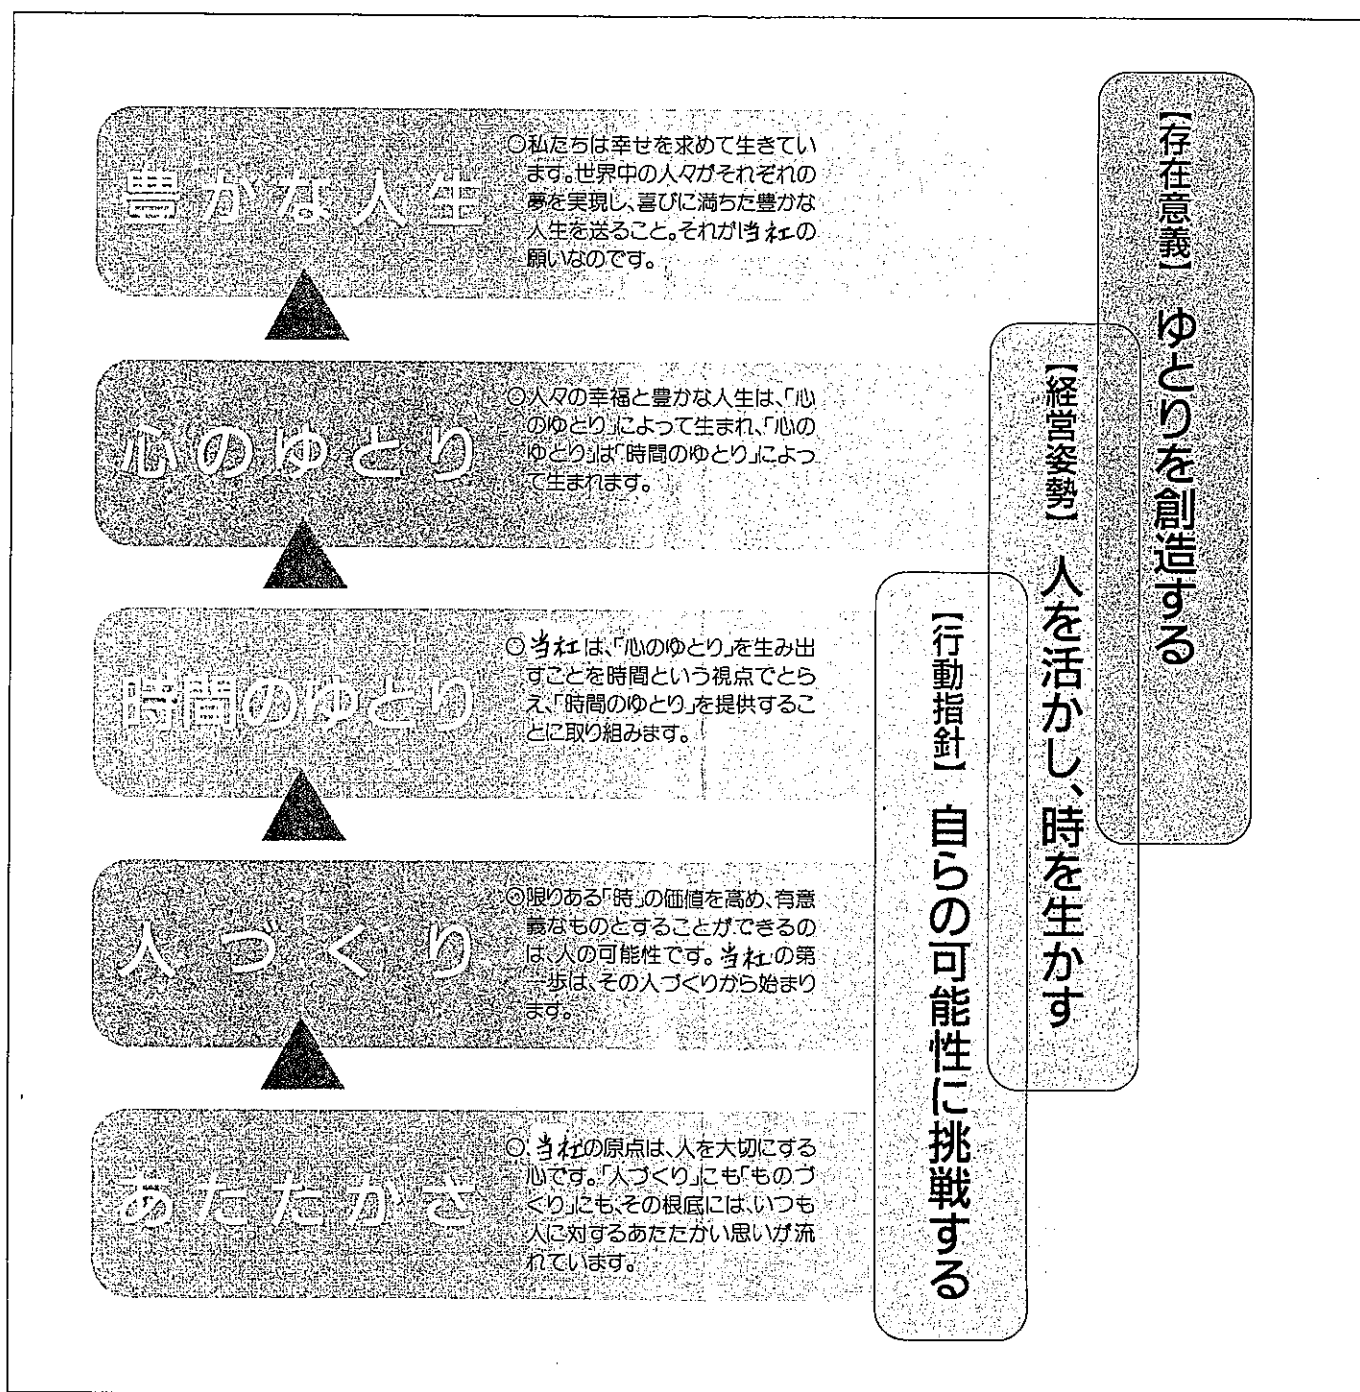 豊かな人生
○私たちは幸せを求めて生きてい
ます。世界中の人々がそれぞれの
夢を実現し、喜びに満ちた豊かな
人生を送ること。それが当社の
願いなのです。
心のゆとり
○人々の幸福と豊かな人生は、「心
のゆとり」によって生まれ、「心の
ゆとり」は「時間のゆとり」によっ
て生まれます。
時間のゆとり
○当社は、「心のゆとり」を生み出
すことを時間という視点でとら
え、「時間のゆとり」を提供するこ
とに取り組みます。
人づくり
○限りある「時」の価値を高め、有意
義なものとすることができるの
は、人の可能性です。当社の第
一歩は、その人づくりから始まり
ます。
あたたかさ
○当社の原点は、人を大切にする
心です。「人づくり」にも「ものづ
くり」にも、その根底には、いつも
人に対するあたたかい思いが流
れています。
【存在意義】 ゆとりを創造する
【経営姿勢】 人を活かし、時を生かす
【行動指針】 自らの可能性に挑戦する